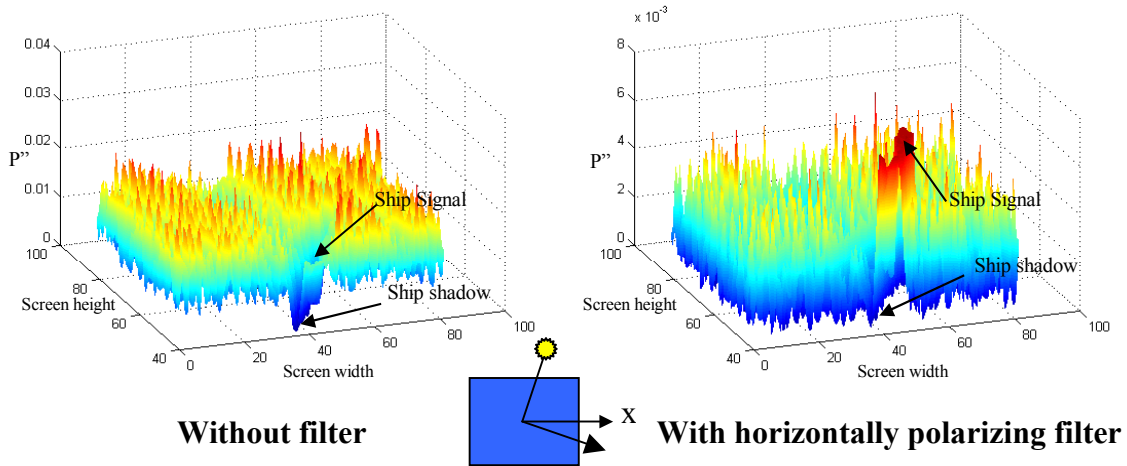 0.04
0.03
0.02
P”
0.01
0
100
80
60
40
Screen height
0
20
40
60
80
100
Screen width
Ship Signal
Ship shadow
Without filter
x 10⁻³
8
6
4
P”
2
0
100
80
60
40
Screen height
0
20
40
60
80
100
Screen width
Ship Signal
Ship shadow
With horizontally polarizing filter
X